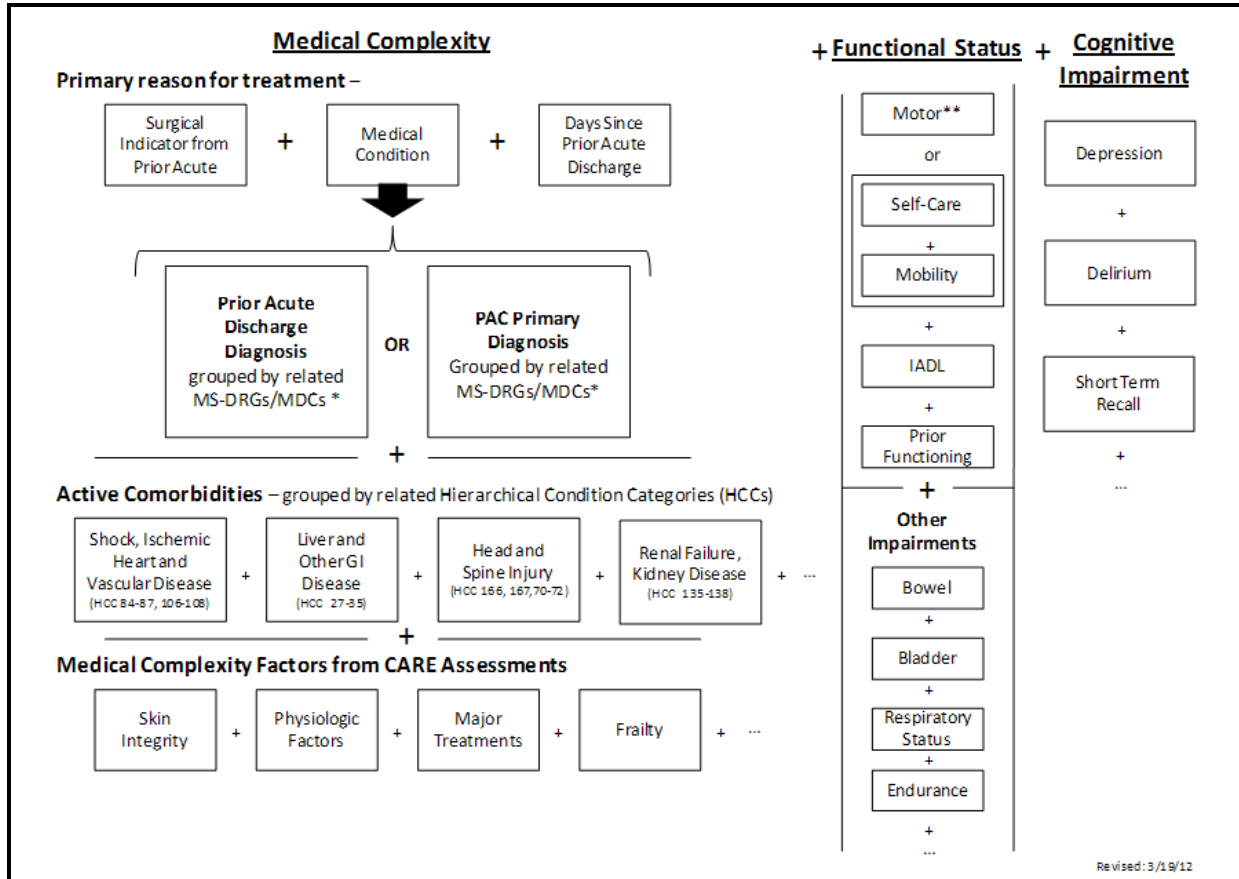 Medical Complexity
Primary reason for treatment –
Surgical
Indicator from
Prior Acute
+
Medical
Condition
+
Days Since
Prior Acute
Discharge
Prior Acute
Discharge
Diagnosis
grouped by related
MS-DRGs/MDCs *
OR
PAC Primary
Diagnosis
Grouped by related
MS-DRGs/MDCs*
+
Active Comorbidities – grouped by related Hierarchical Condition Categories (HCCs)
Shock, Ischemic
Heart and
Vascular Disease
(HCC 84-87, 106-108)
+
Liver and
Other GI
Disease
(HCC 27-35)
+
Head and
Spine Injury
(HCC 166, 167,70-72)
+
Renal Failure,
Kidney Disease
(HCC 135-138)
+ ...
+
Medical Complexity Factors from CARE Assessments
Skin
Integrity
+
Physiologic
Factors
+
Major
Treatments
+
Frailty
+ ...
+ Functional Status
Motor**
or
Self-Care
+
Mobility
+
IADL
+
Prior
Functioning
+
Other
Impairments
Bowel
+
Bladder
+
Respiratory
Status
+
Endurance
+
...
+ Cognitive
Impairment
Depression
+
Delirium
+
Short Term
Recall
+
...
Revised: 3/19/12